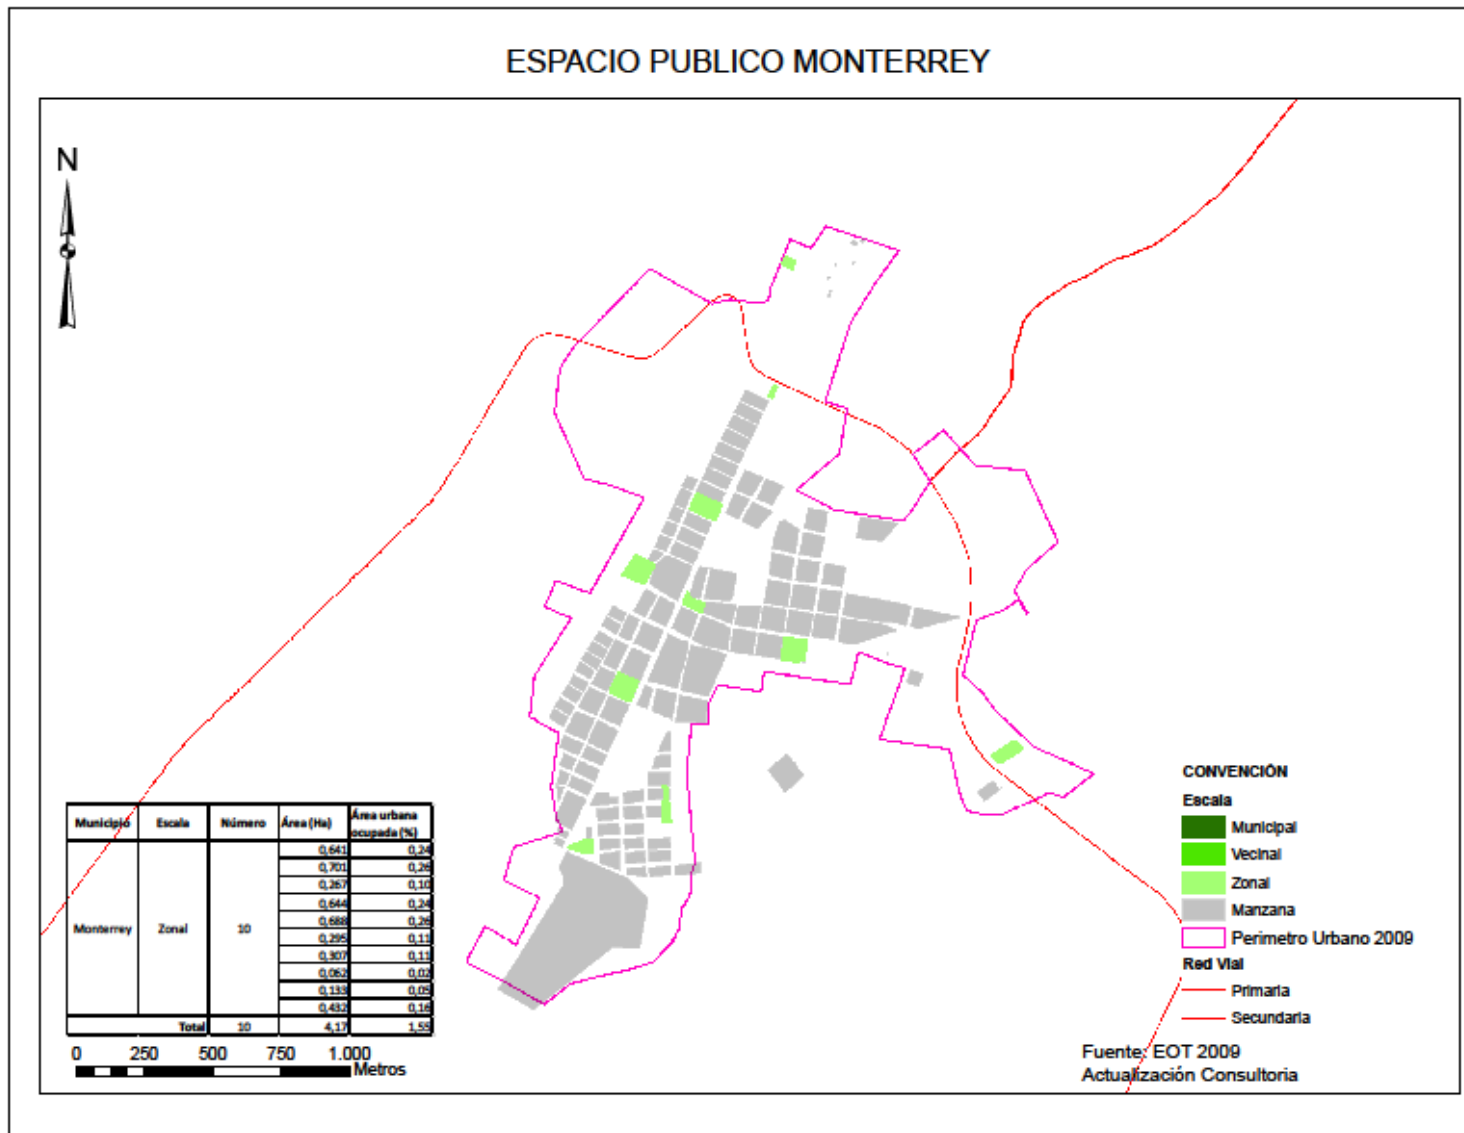 ESPACIO PUBLICO MONTERREY
N
Municipio Escala Número Área (Ha) Área urbana
ocupada (%)
0,641 0,24
0,701 0,26
0,267 0,10
0,644 0,24
0,688 0,26
Monterrey Zonal 10
0,295 0,11
0,307 0,11
0,062 0,02
0,133 0,05
0,432 0,16
Total 10 4,17 1,55
0 250 500 750 1.000
Metros
CONVENCIÓN
Escala
Municipal
Vecinal
Zonal
Manzana
Perimetro Urbano 2009
Red Vial
Primaria
Secundaria
Fuente: EOT 2009
Actualización Consultoria